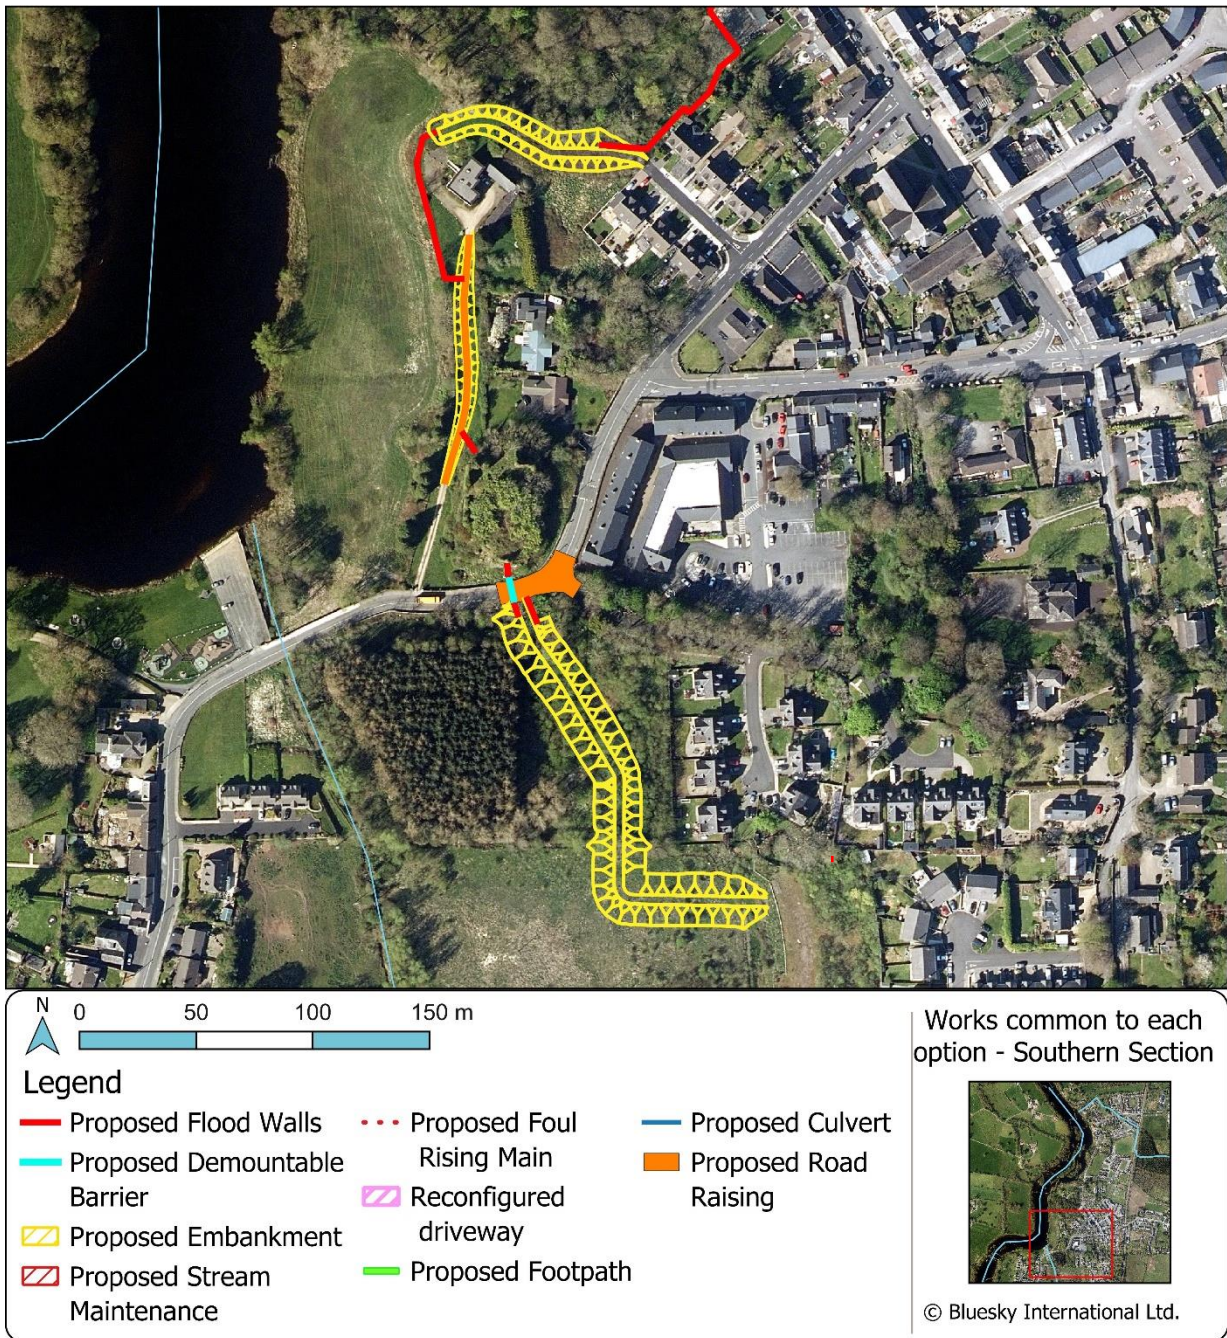 N
0 50 100 150 m
Legend
Proposed Flood Walls
Proposed Demountable
Barrier
Proposed Embankment
Proposed Stream
Maintenance
Proposed Foul
Rising Main
Reconfigured
driveway
Proposed Footpath
Proposed Culvert
Proposed Road
Raising
Works common to each
option - Southern Section
© Bluesky International Ltd.